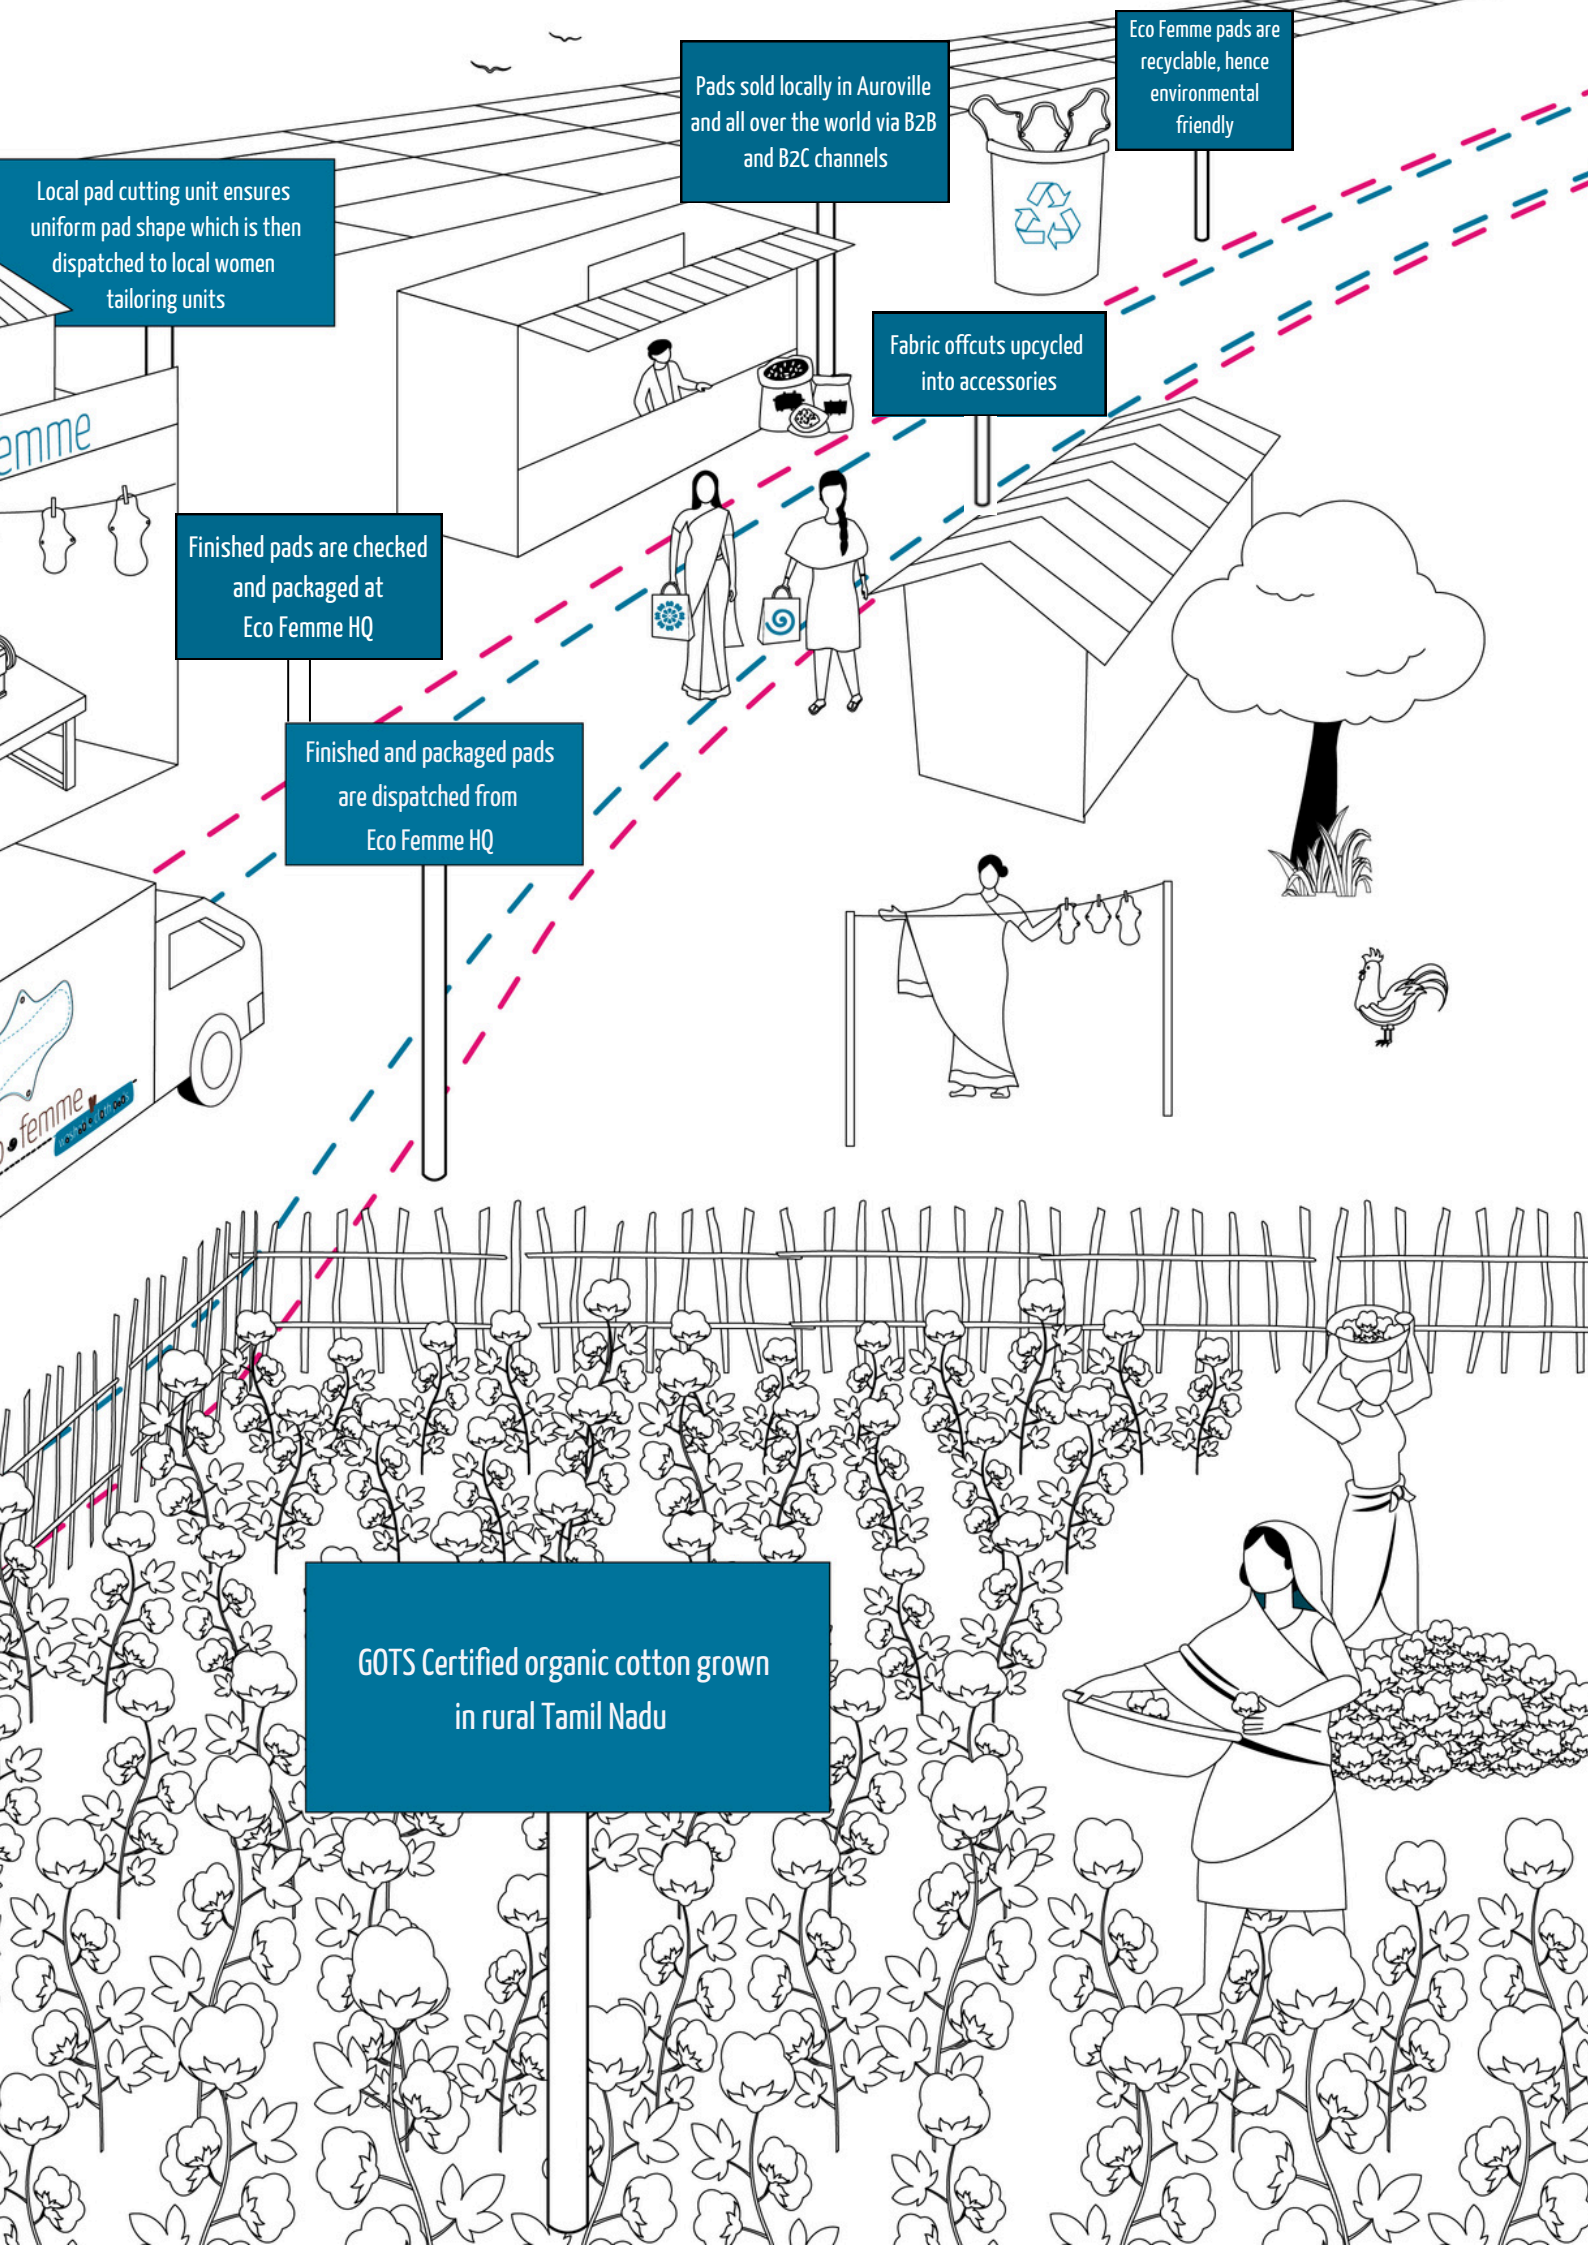 Eco Femme pads are
recyclable, hence
environmental
friendly
Pads sold locally in Auroville
and all over the world via B2B
and B2C channels
Local pad cutting unit ensures
uniform pad shape which is then
dispatched to local women
tailoring units
Fabric offcuts upcycled
into accessories
emme
Finished pads are checked
and packaged at
Eco Femme HQ
Finished and packaged pads
are dispatched from
Eco Femme HQ
femme
GOTS Certified organic cotton grown
in rural Tamil Nadu